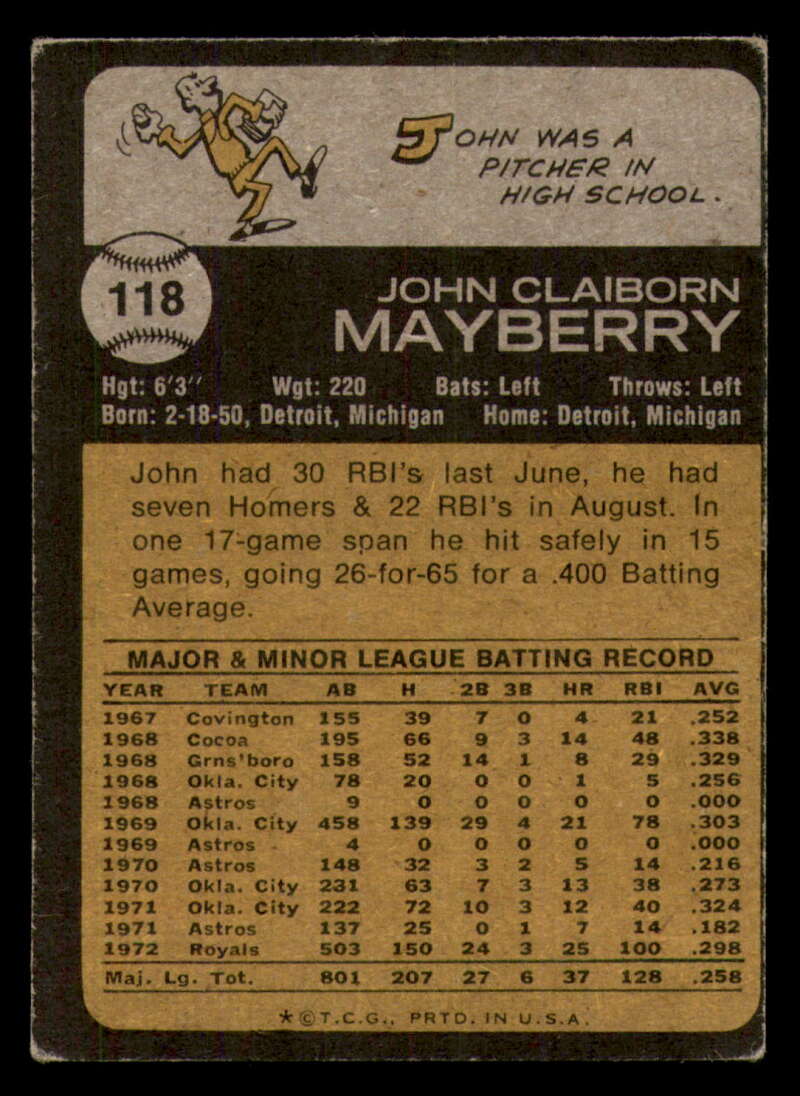 JOHN WAS A
PITCHER IN
HIGH SCHOOL.
118
JOHN CLAIBORN
MAYBERRY
Hgt: 6'3" Wgt: 220 Bats: Left Throws: Left
Born: 2-18-50, Detroit, Michigan Home: Detroit, Michigan
John had 30 RBI's last June, he had
seven Homers & 22 RBI's in August. In
one 17-game span he hit safely in 15
games, going 26-for-65 for a .400 Batting
Average.
MAJOR & MINOR LEAGUE BATTING RECORD
YEAR TEAM AB H 2B 3B HR RBI AVG
1967 Covington 155 39 7 0 4 21 .252
1968 Cocoa 195 66 9 3 14 48 .338
1968 Grns'boro 158 52 14 1 8 29 .329
1968 Okla. City 78 20 0 0 1 5 .256
1968 Astros 9 0 0 0 0 0 .000
1969 Okla. City 458 139 29 4 21 78 .303
1969 Astros 4 0 0 0 0 0 .000
1970 Astros 148 32 3 2 5 14 .216
1970 Okla. City 231 63 7 3 13 38 .273
1971 Okla. City 222 72 10 3 12 40 .324
1971 Astros 137 25 0 1 7 14 .182
1972 Royals 503 150 24 3 25 100 .298
Maj. Lg. Tot. 801 207 27 6 37 128 .258
*©T.C.G., PRTD. IN U.S.A.